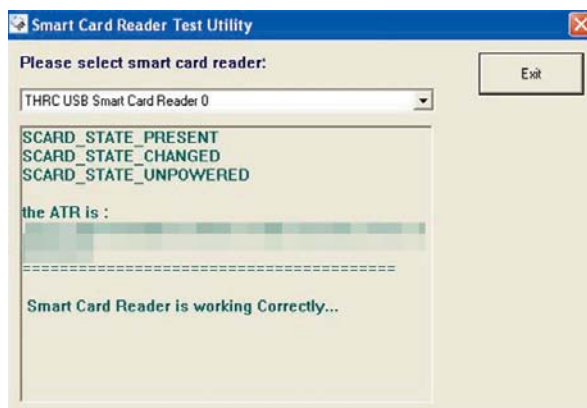 Smart Card Reader Test Utility
Please select smart card reader:
Exit
THRC USB Smart Card Reader 0
SCARD_STATE_PRESENT
SCARD_STATE_CHANGED
SCARD_STATE_UNPOWERED
the ATR is :
========================================
Smart Card Reader is working Correctly...